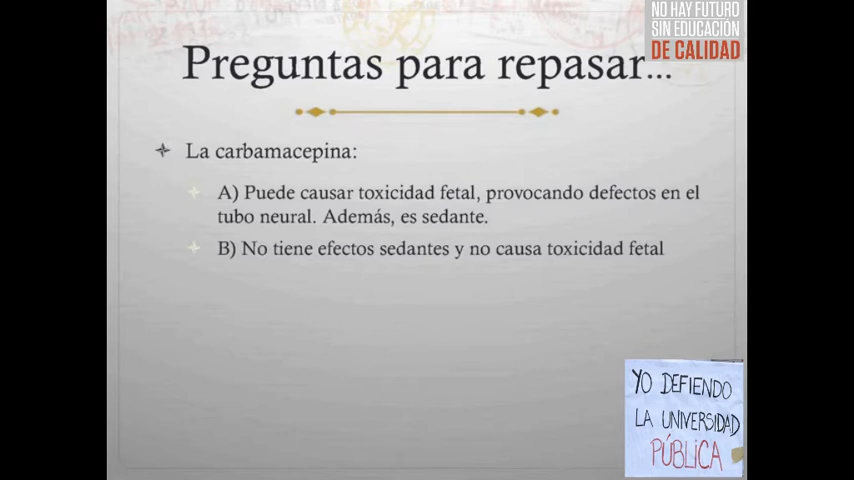 NO HAY FUTURO
SIN EDUCACIÓN
DE CALIDAD
Preguntas para repasar...
La carbamacepina:
A) Puede causar toxicidad fetal, provocando defectos en el
tubo neural. Además, es sedante.
B) No tiene efectos sedantes y no causa toxicidad fetal
YO DEFIENDO
LA UNIVERSIDAD
PÚBLICA